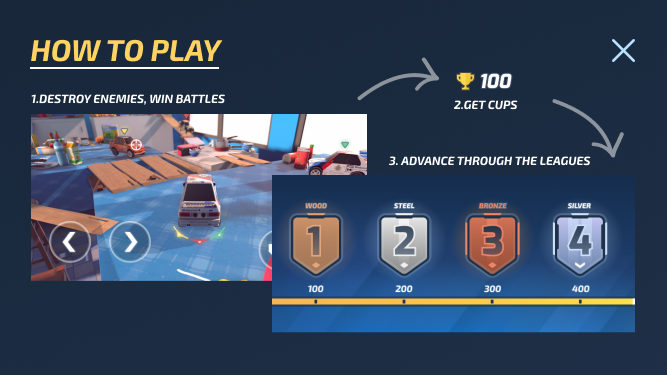 HOW TO PLAY
1.DESTROY ENEMIES, WIN BATTLES
100
2.GET CUPS
3. ADVANCE THROUGH THE LEAGUES
WOOD STEEL BRONZE SILVER
1 2 3 4
100 200 300 400